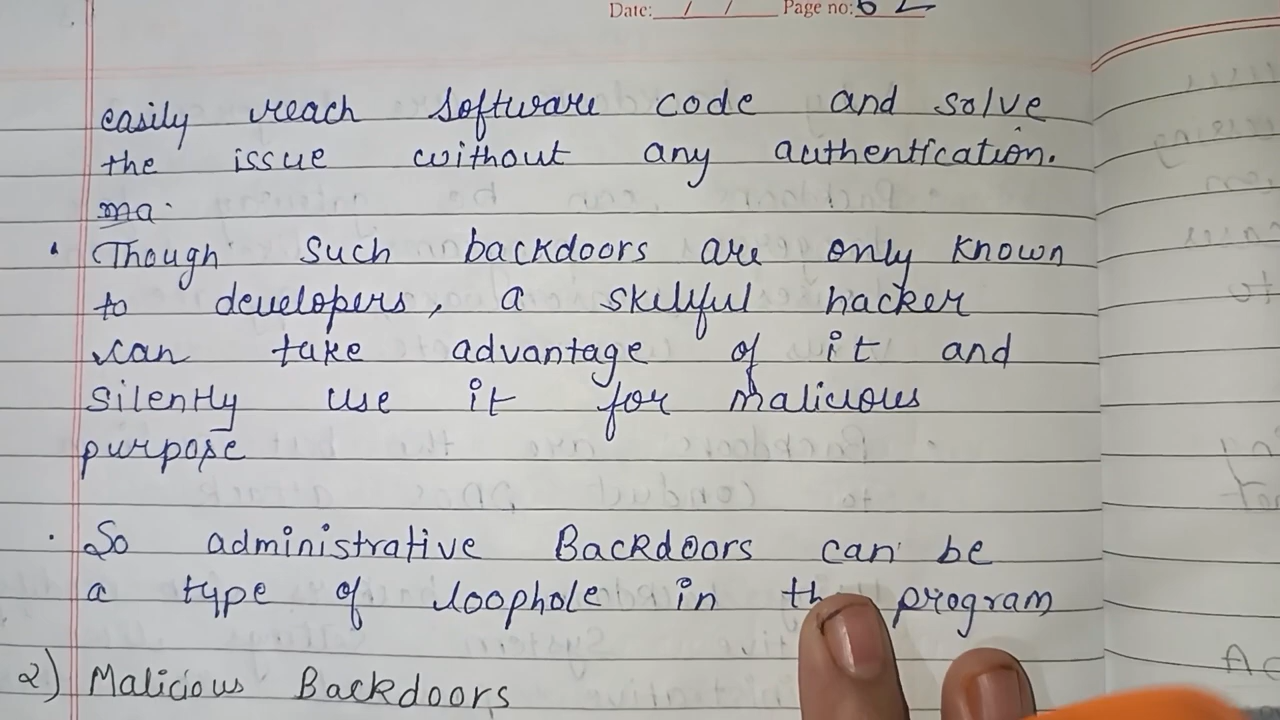 Date: / / Page no: 62
easily reach software code and solve
the issue without any authentication.
ma
• Though such backdoors are only known
to developers, a skilful hacker
can take advantage of it and
silently use it for malicious
purpose
• So administrative Backdoors can be
a type of loophole in program
2) Malicious Backdoors